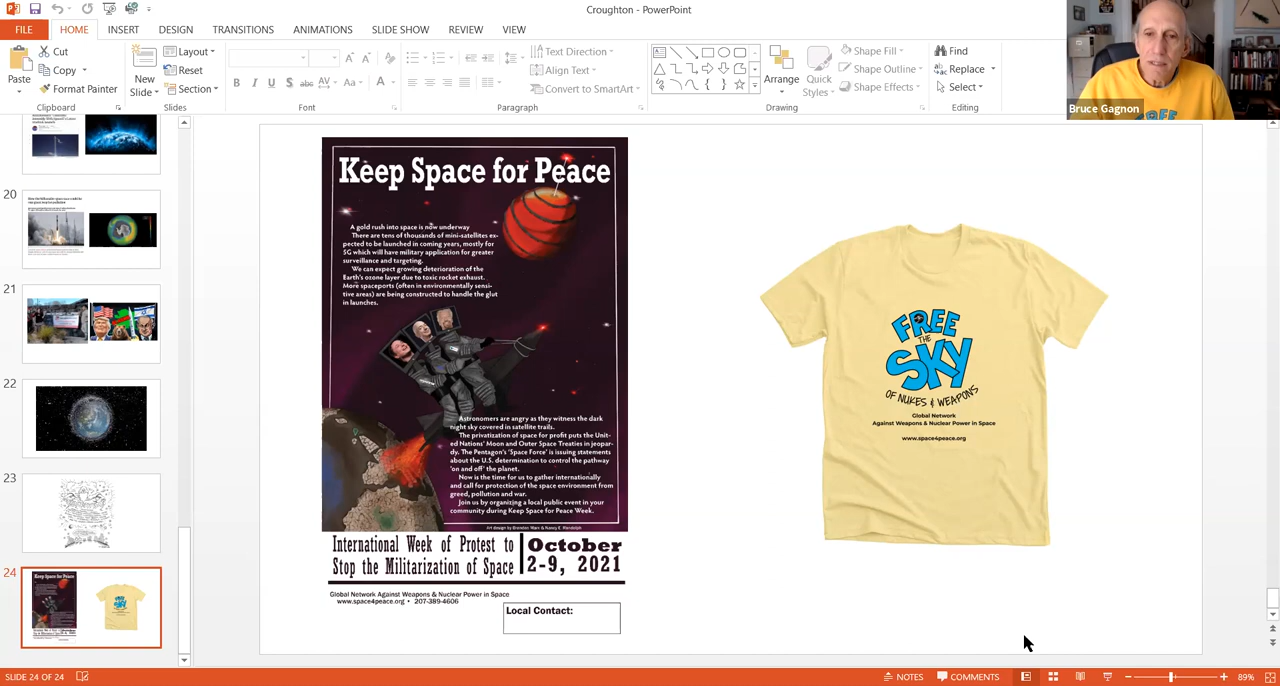 Croughton - PowerPoint
FILE HOME INSERT DESIGN TRANSITIONS ANIMATIONS SLIDE SHOW REVIEW VIEW
Paste
Cut
Copy
Format Painter
Clipboard
New
Slide
Layout
Reset
Section
Slides
B I U S abc AV Aa A
Font
Text Direction
Align Text
Convert to SmartArt
Paragraph
Arrange
Quick
Styles
Shape Fill
Shape Outline
Shape Effects
Drawing
Find
Replace
Select
Editing
Bruce Gagnon
FREE
20
21
22
23
24
Keep Space for Peace
A gold rush into space is now underway
There are tens of thousands of mini-satellites ex-
pected to be launched in coming years, mostly for
5G which will have military application for greater
surveillance and targeting.
We can expect growing deterioration of the
Earth's ozone layer due to toxic rocket exhaust.
More spaceports (often in environmentally sensi-
tive areas) are being constructed to handle the glut
in launches.
Astronomers are angry as they witness the dark
night sky covered in satellite trails.
The privatization of space for profit puts the Unit-
ed Nations' Moon and Outer Space Treaties in jeopar-
dy. The Pentagon's 'Space Force' is issuing statements
about the U.S. determination to control the pathway
'on and off' the planet.
Now is the time for us to gather internationally
and call for protection of the space environment from
greed, pollution and war.
Join us by organizing a local public event in your
community during Keep Space for Peace Week.
International Week of Protest to
Stop the Militarization of Space
October
2-9, 2021
Global Network Against Weapons & Nuclear Power in Space
www.space4peace.org • 207-389-4606
Local Contact:
FREE
THE
SKY
OF NUKES & WEAPONS
Global Network
Against Weapons & Nuclear Power in Space
www.space4peace.org
SLIDE 24 OF 24
NOTES COMMENTS 89%